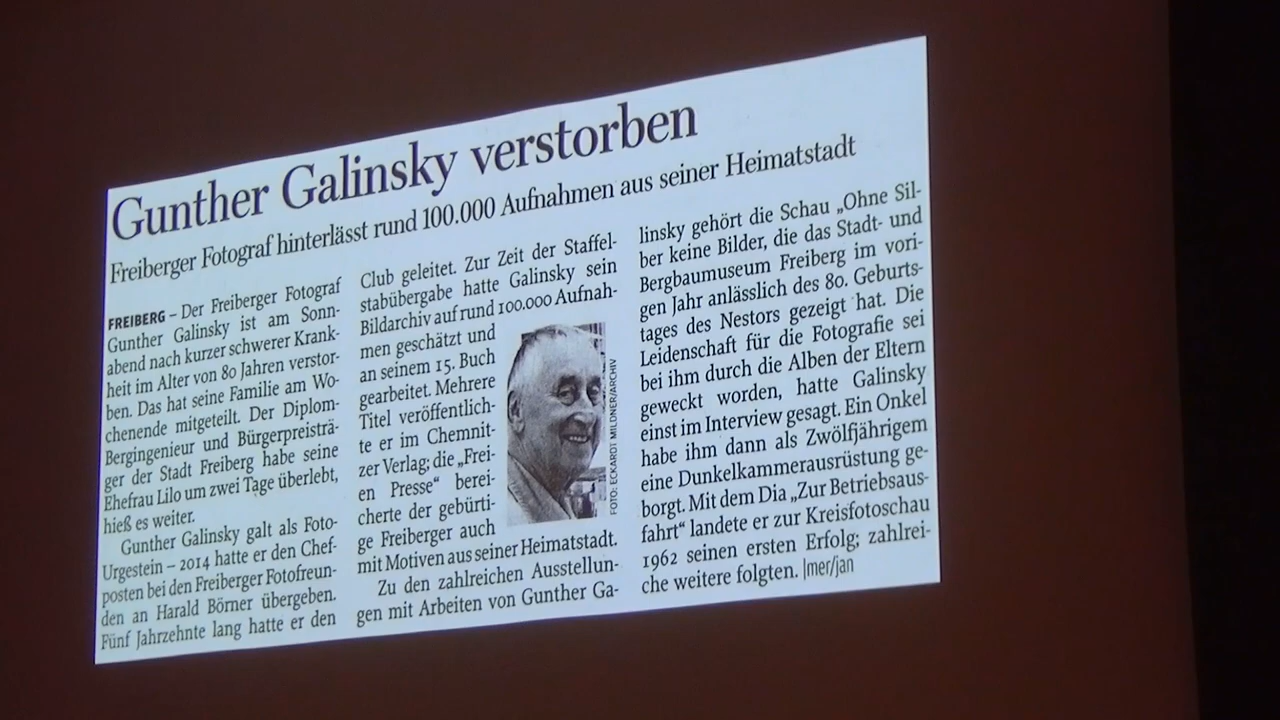 Gunther Galinsky verstorben
Freiberger Fotograf hinterlässt rund 100.000 Aufnahmen aus seiner Heimatstadt
FREIBERG – Der Freiberger Fotograf
Gunther Galinsky ist am Sonn-
abend nach kurzer schwerer Krank-
heit im Alter von 80 Jahren verstor-
ben. Das hat seine Familie am Wo-
chenende mitgeteilt. Der Diplom-
Bergingenieur und Bürgerpreisträ-
ger der Stadt Freiberg habe seine
Ehefrau Lilo um zwei Tage überlebt,
hieß es weiter.
Gunther Galinsky galt als Foto-
Urgestein – 2014 hatte er den Chef-
posten bei den Freiberger Fotofreun-
den an Harald Börner übergeben.
Fünf Jahrzehnte lang hatte er den
Club geleitet. Zur Zeit der Staffel-
stabübergabe hatte Galinsky sein
Bildarchiv auf rund 100.000 Aufnah-
men geschätzt und
an seinem 15. Buch
gearbeitet. Mehrere
Titel veröffentlich-
te er im Chemnit-
zer Verlag; die „Frei-
en Presse“ berei-
cherte der gebürti-
ge Freiberger auch
mit Motiven aus seiner Heimatstadt.
Zu den zahlreichen Ausstellun-
gen mit Arbeiten von Gunther Ga-
FOTO: ECKARDT MILDNER/ARCHIV
linsky gehört die Schau „Ohne Sil-
ber keine Bilder, die das Stadt- und
Bergbaumuseum Freiberg im vori-
gen Jahr anlässlich des 80. Geburts-
tages des Nestors gezeigt hat. Die
Leidenschaft für die Fotografie sei
bei ihm durch die Alben der Eltern
geweckt worden, hatte Galinsky
einst im Interview gesagt. Ein Onkel
habe ihm dann als Zwölfjährigem
eine Dunkelkammerausrüstung ge-
borgt. Mit dem Dia „Zur Betriebsaus-
fahrt“ landete er zur Kreisfotoschau
1962 seinen ersten Erfolg; zahlrei-
che weitere folgten. |mer/jan